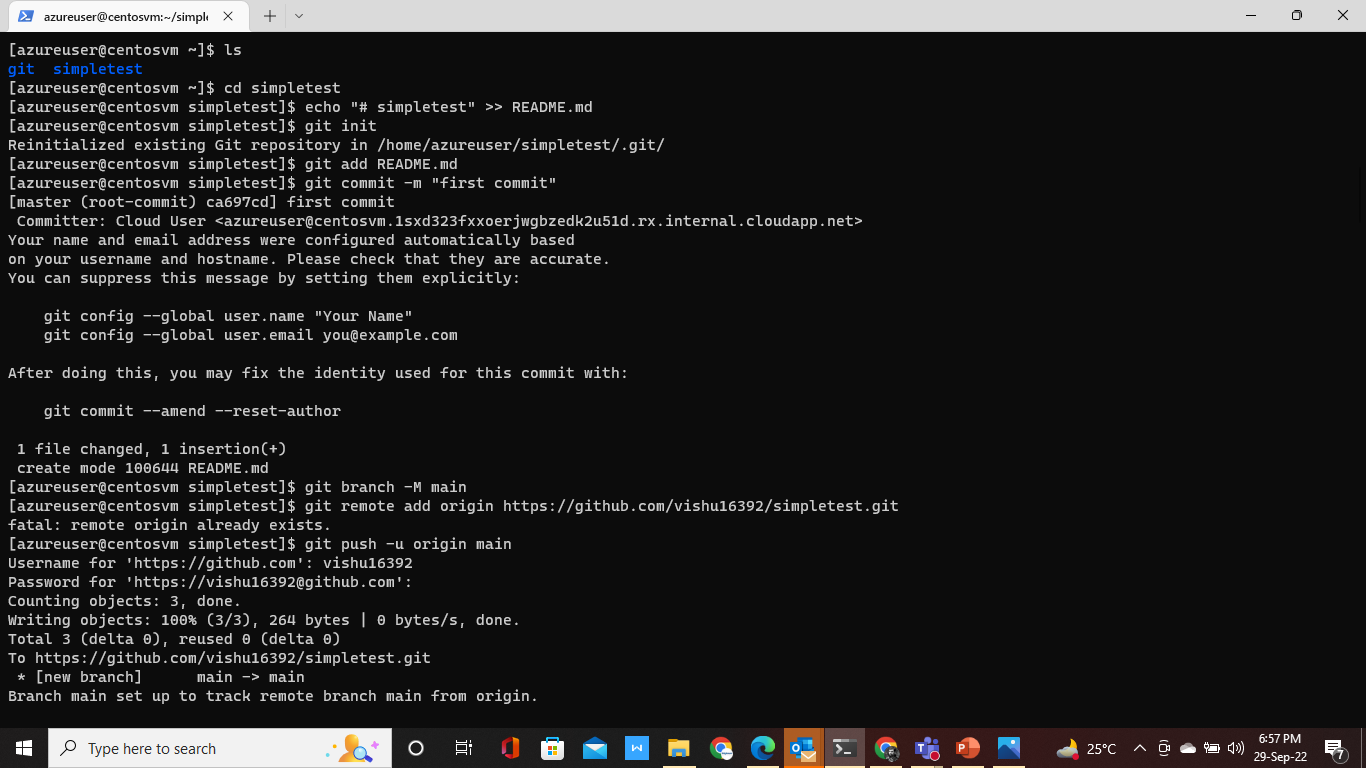 azureuser@centosvm:~/simple
[azureuser@centosvm ~]$ ls
git  simpletest
[azureuser@centosvm ~]$ cd simpletest
[azureuser@centosvm simpletest]$ echo "# simpletest" >> README.md
[azureuser@centosvm simpletest]$ git init
Reinitialized existing Git repository in /home/azureuser/simpletest/.git/
[azureuser@centosvm simpletest]$ git add README.md
[azureuser@centosvm simpletest]$ git commit -m "first commit"
[master (root-commit) ca697cd] first commit
 Committer: Cloud User <azureuser@centosvm.1sxd323fxxoerjwgbzedk2u51d.rx.internal.cloudapp.net>
Your name and email address were configured automatically based
on your username and hostname. Please check that they are accurate.
You can suppress this message by setting them explicitly:

    git config --global user.name "Your Name"
    git config --global user.email you@example.com

After doing this, you may fix the identity used for this commit with:

    git commit --amend --reset-author

 1 file changed, 1 insertion(+)
 create mode 100644 README.md
[azureuser@centosvm simpletest]$ git branch -M main
[azureuser@centosvm simpletest]$ git remote add origin https://github.com/vishu16392/simpletest.git
fatal: remote origin already exists.
[azureuser@centosvm simpletest]$ git push -u origin main
Username for 'https://github.com': vishu16392
Password for 'https://vishu16392@github.com':
Counting objects: 3, done.
Writing objects: 100% (3/3), 264 bytes | 0 bytes/s, done.
Total 3 (delta 0), reused 0 (delta 0)
To https://github.com/vishu16392/simpletest.git
 * [new branch]      main -> main
Branch main set up to track remote branch main from origin.
Type here to search
25°C
6:57 PM
29-Sep-22
7